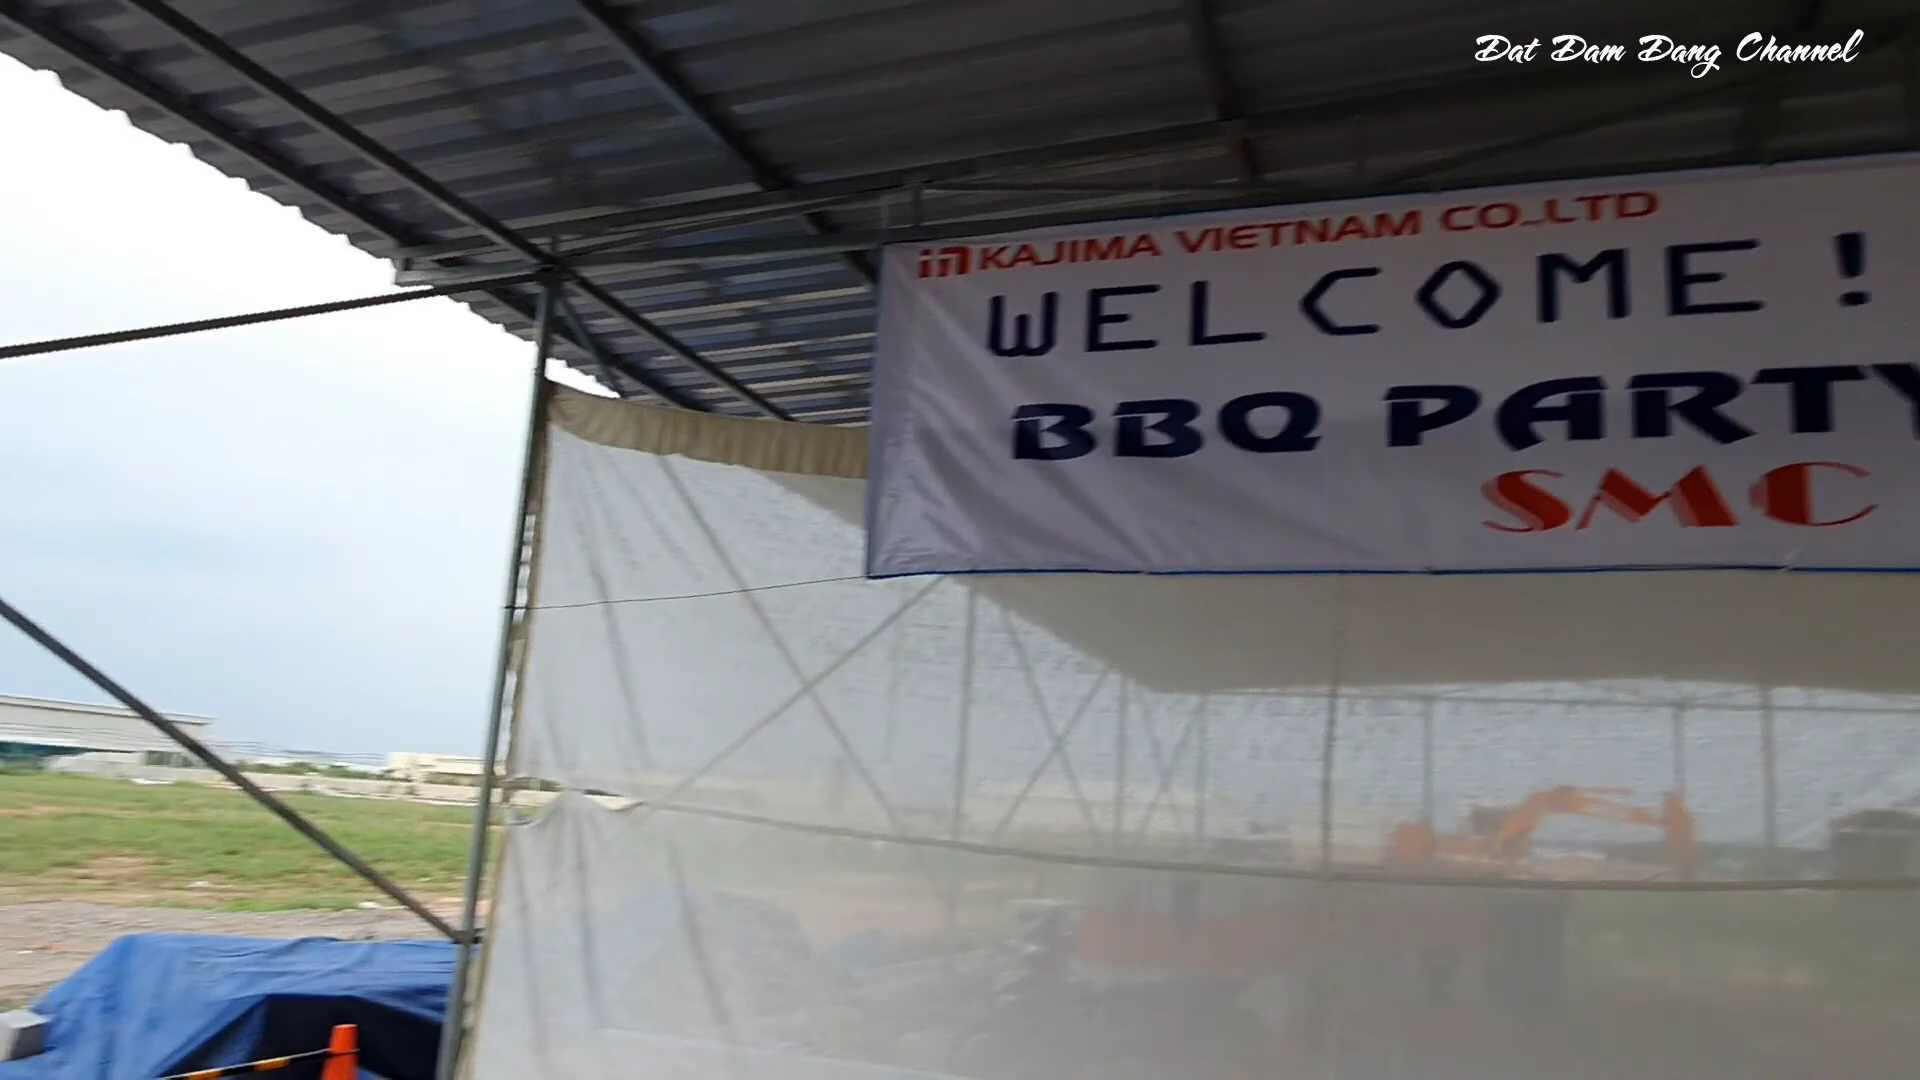 Dat Dam Dang Channel
KAJIMA VIETNAM CO.,LTD
WELCOME!
BBQ PARTY
SMC